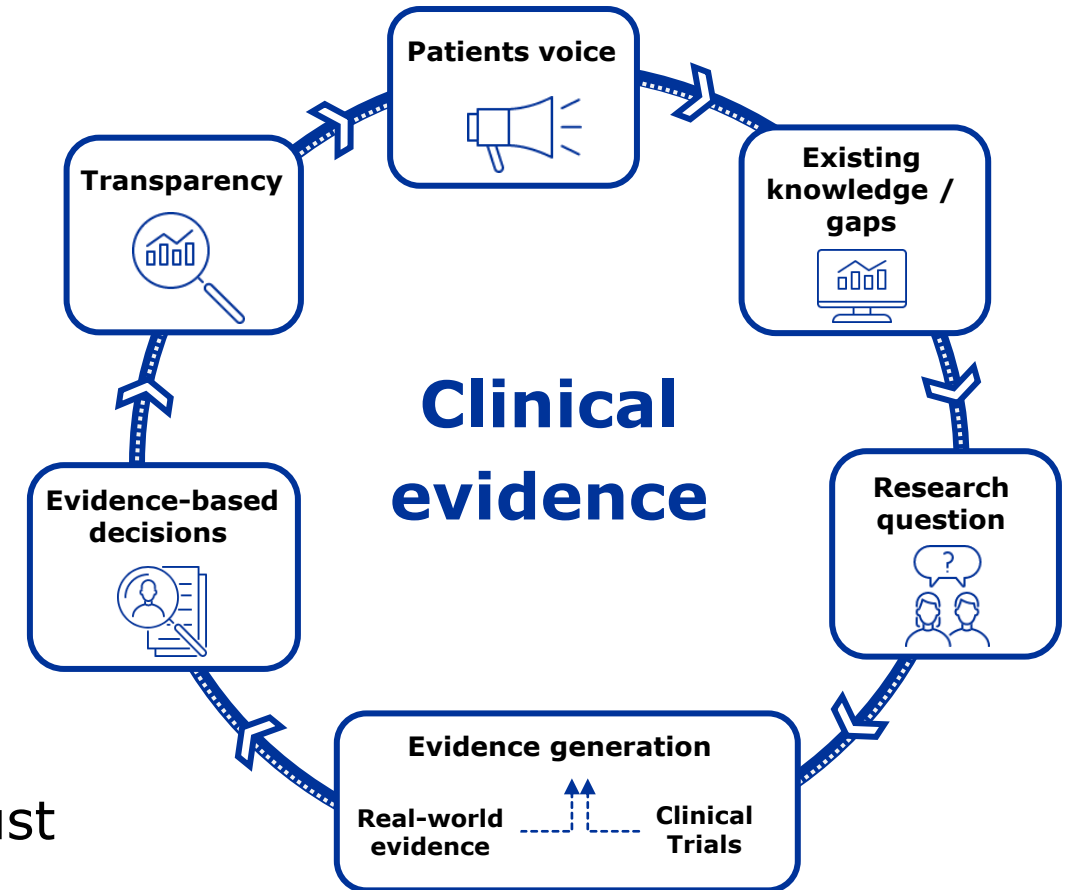 Patients voice
Existing
knowledge /
gaps
Research
question
?
Evidence generation
Real-world
evidence
Clinical
Trials
Evidence-based
decisions
Transparency
Clinical
evidence